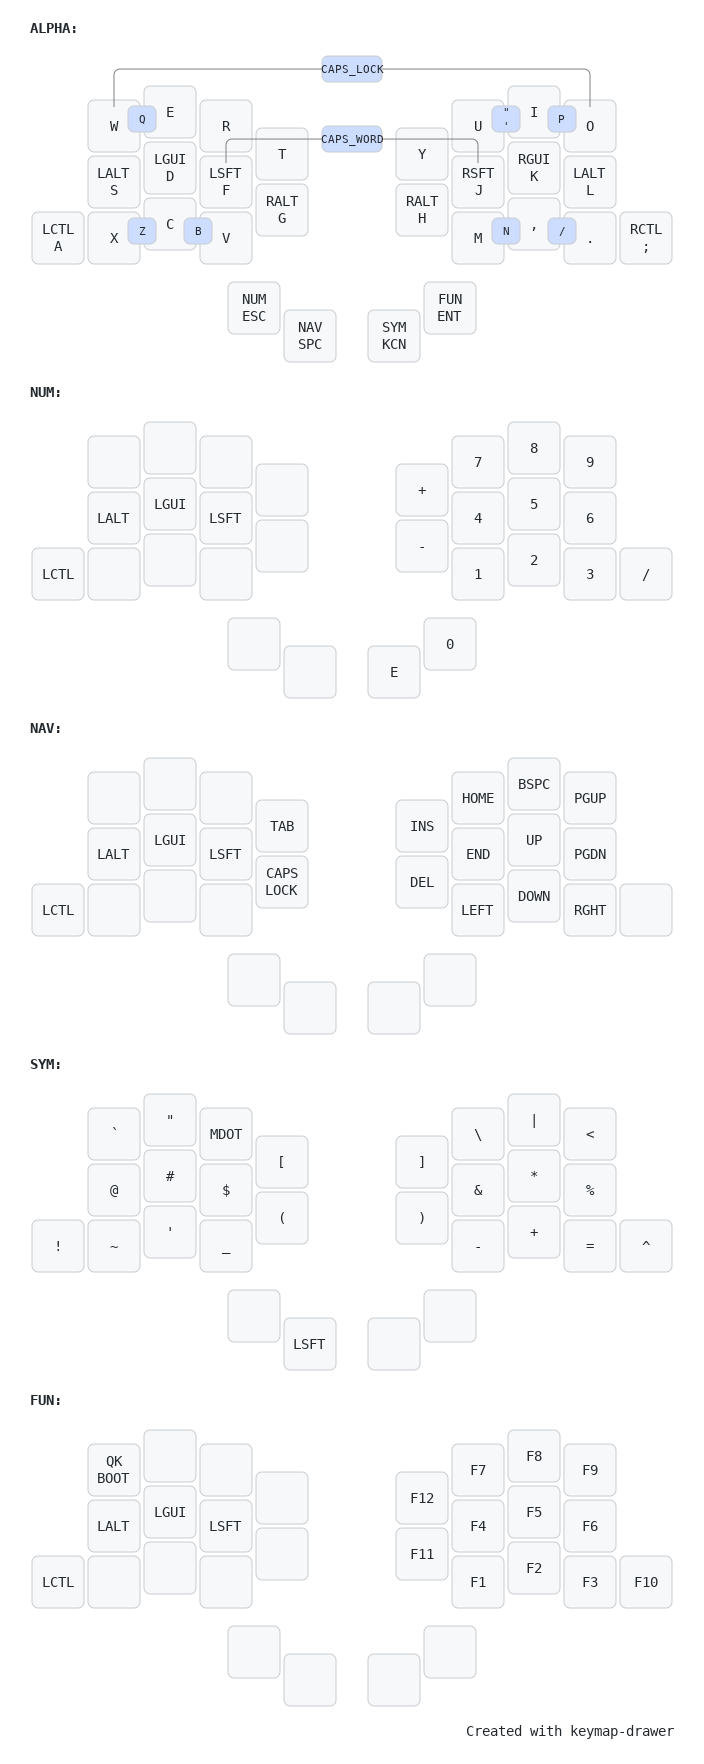 ALPHA:
CAPS_LOCK
W Q E R U " ' I P O
CAPS_WORD
T Y
LALT S LGUI D LSFT F RSFT J RGUI K LALT L
RALT G RALT H
LCTL A X Z C B V M N , / . RCTL ;
NUM ESC FUN ENT
NAV SPC SYM KCN
NUM:
7 8 9
+
LALT LGUI LSFT 4 5 6
-
LCTL 1 2 3 /
0
E
NAV:
HOME BSPC PGUP
TAB INS
LALT LGUI LSFT END UP PGDN
CAPS LOCK DEL
LCTL LEFT DOWN RGHT
SYM:
` " MDOT \ | <
[ ]
@ # $ & * %
( )
! ~ ' _ - + = ^
LSFT
FUN:
QK BOOT F7 F8 F9
F12
LALT LGUI LSFT F4 F5 F6
F11
LCTL F1 F2 F3 F10
Created with keymap-drawer